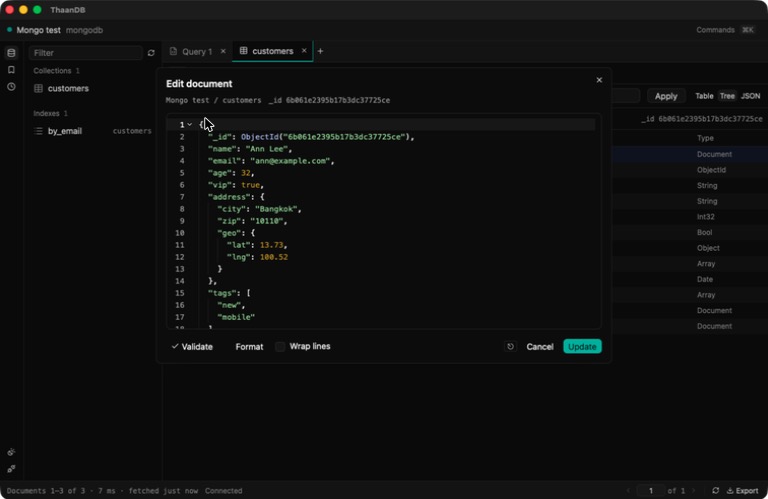 ThaanDB
Mongo test mongodb
Commands ⌘K
Filter
Query 1 ×
customers × +
Collections 1
customers
Indexes 1
by_email customers
Apply Table Tree JSON
_id 6b061e2395b17b3dc37725ce
Type
Document
ObjectId
String
String
Int32
Bool
Object
Array
Date
Array
Document
Document
Edit document ×
Mongo test / customers _id 6b061e2395b17b3dc37725ce
1 {
2 "_id": ObjectId("6b061e2395b17b3dc37725ce"),
3 "name": "Ann Lee",
4 "email": "ann@example.com",
5 "age": 32,
6 "vip": true,
7 "address": {
8 "city": "Bangkok",
9 "zip": "10110",
10 "geo": {
11 "lat": 13.73,
12 "lng": 100.52
13 }
14 },
15 "tags": [
16 "new",
17 "mobile"
18 ]
Validate Format Wrap lines Cancel Update
Documents 1–3 of 3 · 7 ms · fetched just now Connected
1 of 1 Export